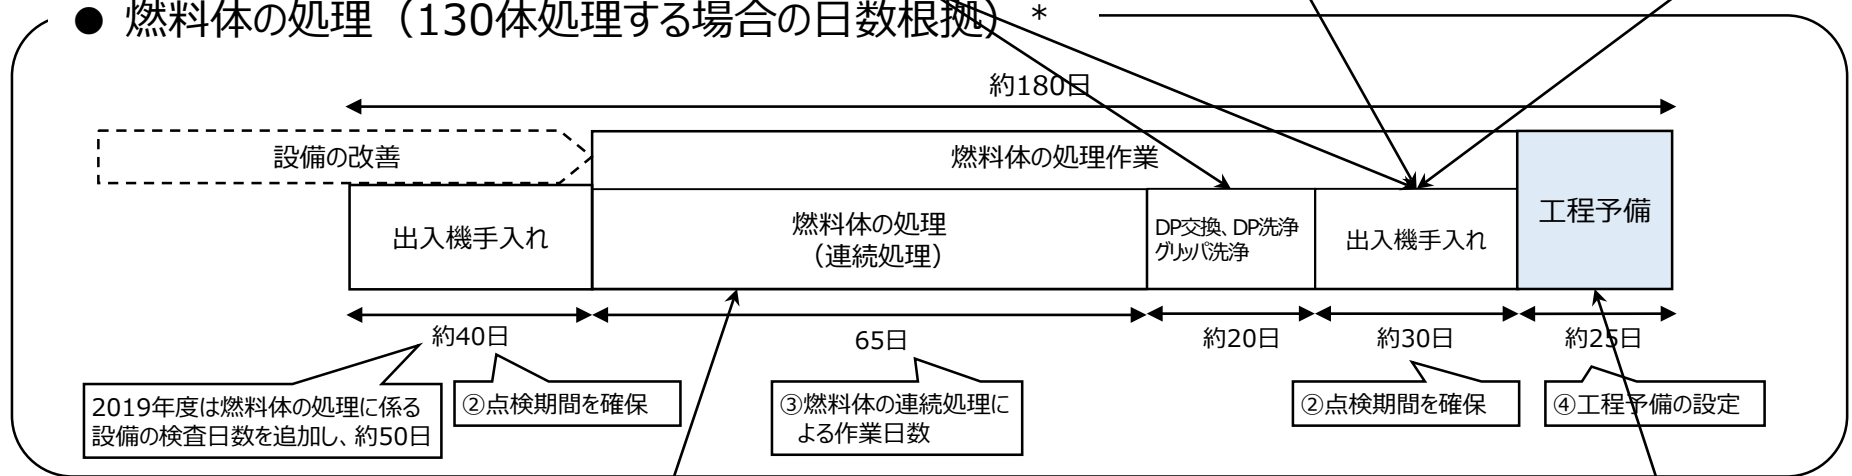 ● 燃料体の処理（130体処理する場合の日数根拠） *
約180日
設備の改善
燃料体の処理作業
出入機手入れ
燃料体の処理
（連続処理）
DP交換、DP洗浄
グリッパ洗浄
出入機手入れ
工程予備
約40日
65日
約20日
約30日
約25日
2019年度は燃料体の処理に係る
設備の検査日数を追加し、約50日
②点検期間を確保
③燃料体の連続処理に
よる作業日数
②点検期間を確保
④工程予備の設定